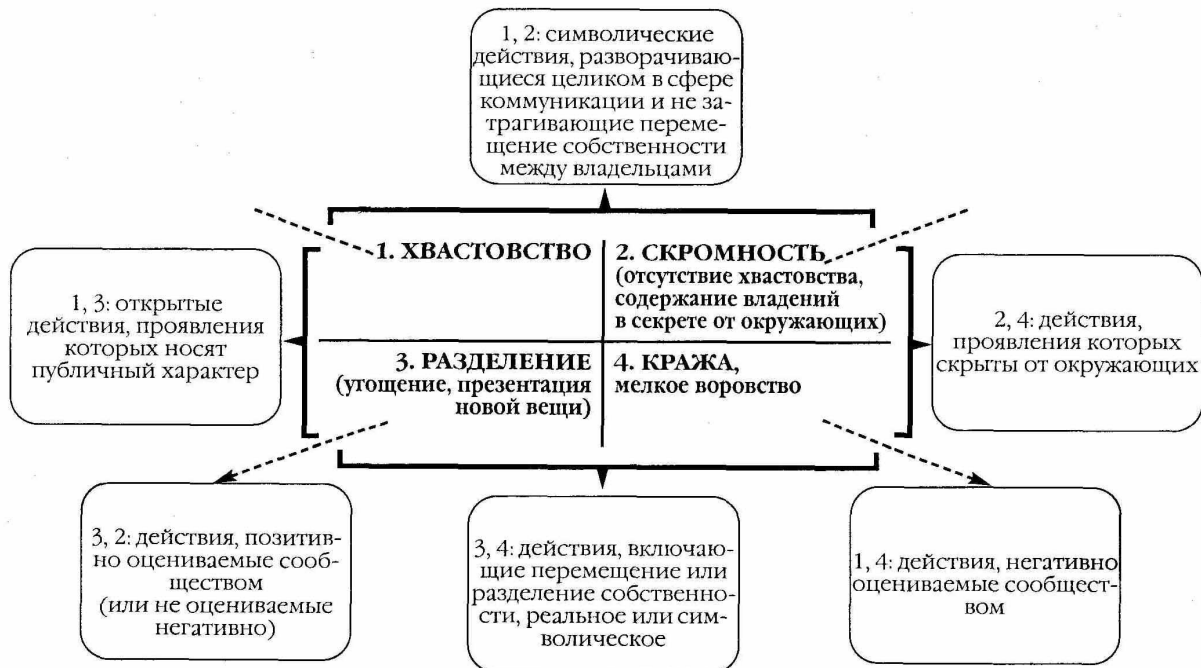 1, 2: символические
действия, разворачиваю-
щиеся целиком в сфере
коммуникации и не за-
трагивающие переме-
щение собственности
между владельцами
1. ХВАСТОВСТВО
2. СКРОМНОСТЬ
(отсутствие хвастовства,
содержание владений
в секрете от окружающих)
1, 3: открытые
действия, проявления
которых носят
публичный характер
2, 4: действия,
проявления которых
скрыты от окружающих
3. РАЗДЕЛЕНИЕ
(угощение, презентация
новой вещи)
4. КРАЖА,
мелкое воровство
3, 2: действия, позитив-
но оцениваемые сооб-
ществом
(или не оцениваемые
негативно)
3, 4: действия, включаю-
щие перемещение или
разделение собственно-
сти, реальное или сим-
волическое
1, 4: действия, негативно
оцениваемые сообщест-
вом